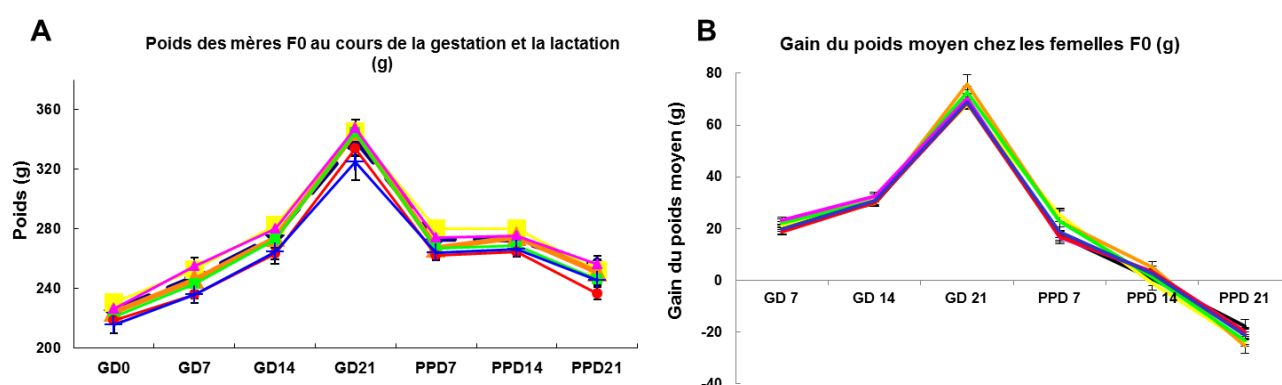 A
Poids des mères F0 au cours de la gestation et la lactation
(g)
Poids (g)
360
320
280
240
200
GD0 GD7 GD14 GD21 PPD7 PPD14 PPD21
B
Gain du poids moyen chez les femelles F0 (g)
Gain du poids moyen (g)
80
60
40
20
0
GD 7 GD 14 GD 21 PPD 7 PPD 14 PPD 21
-20
-40